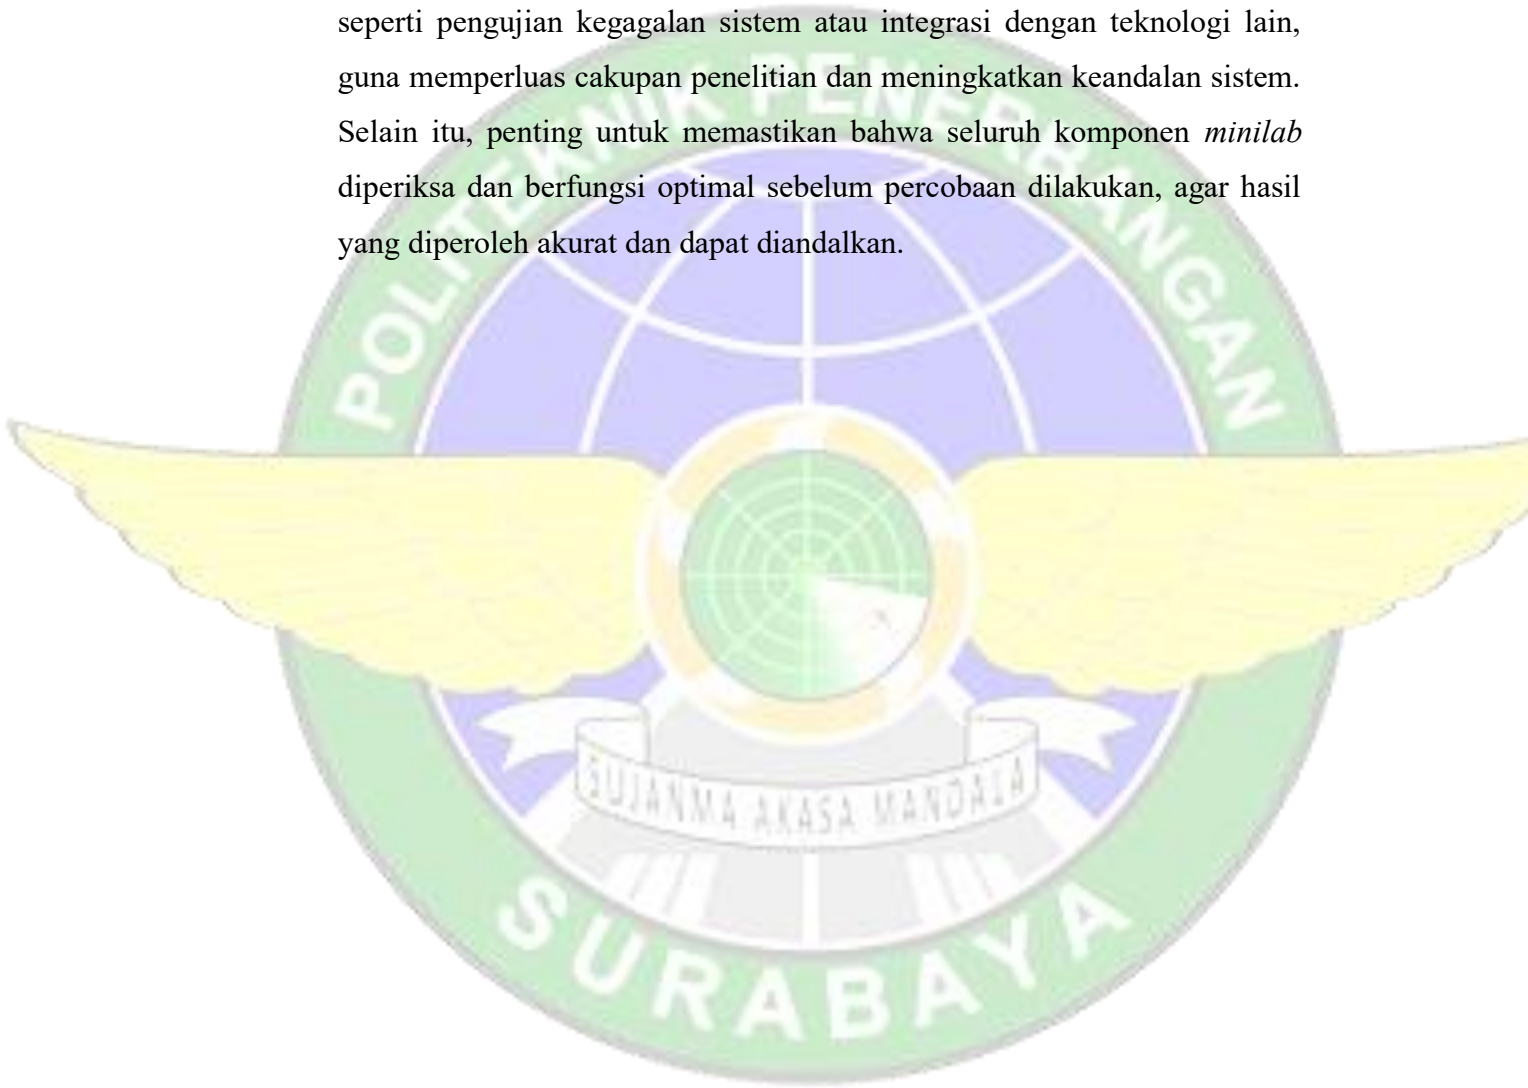 seperti pengujian kegagalan sistem atau integrasi dengan teknologi lain,
guna memperluas cakupan penelitian dan meningkatkan keandalan sistem.
Selain itu, penting untuk memastikan bahwa seluruh komponen minilab
diperiksa dan berfungsi optimal sebelum percobaan dilakukan, agar hasil
yang diperoleh akurat dan dapat diandalkan.
POLITEKNIK PENERBANGAN
SUJANMA AKASA MANDALA
SURABAYA